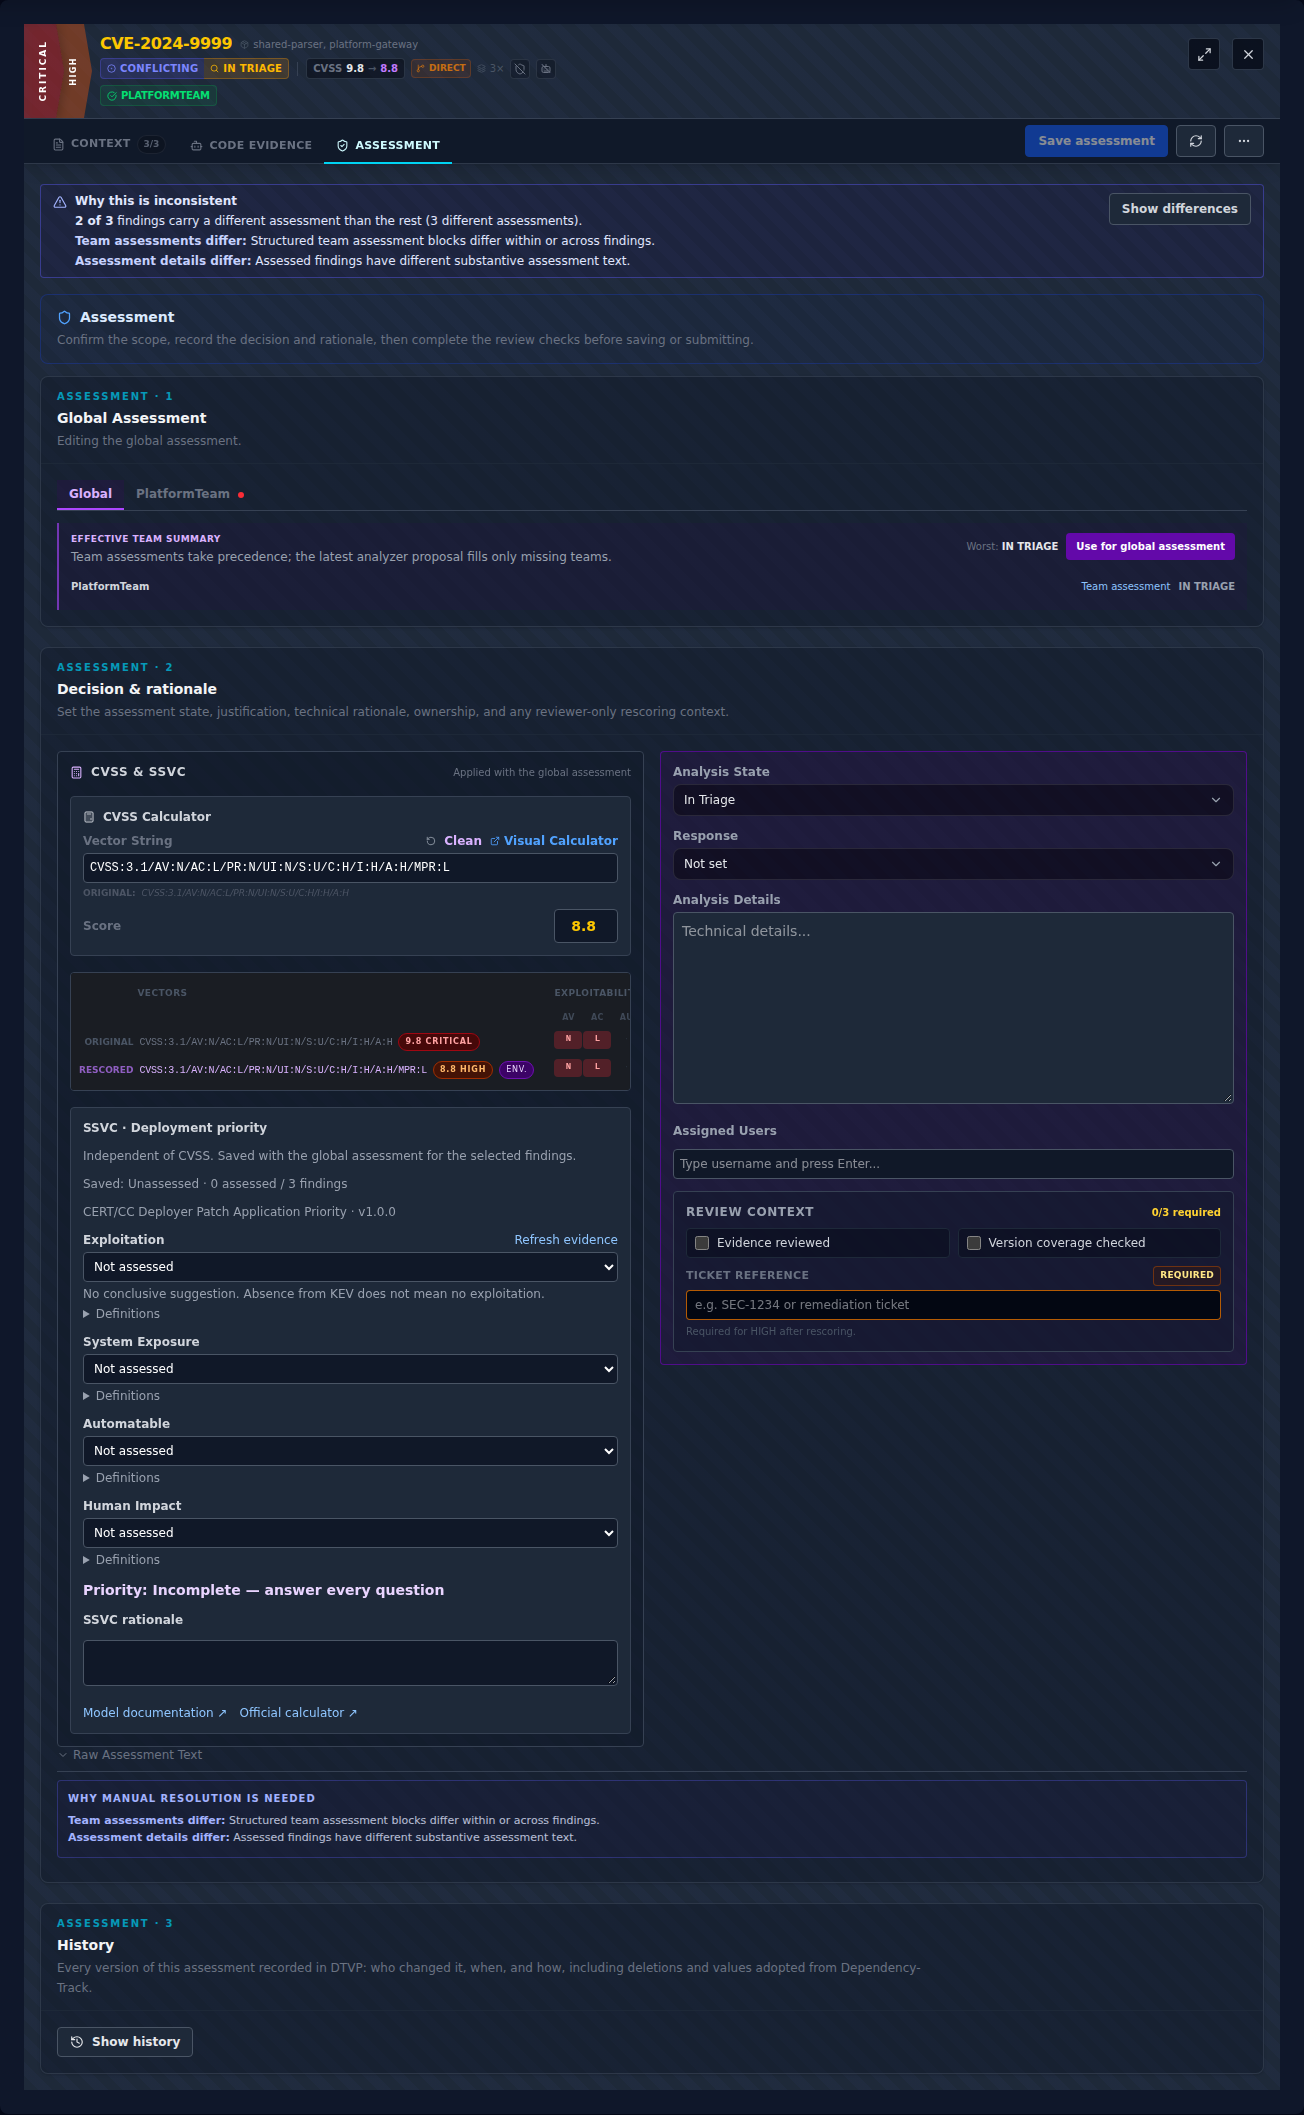 CRITICAL
HIGH
CVE-2024-9999 shared-parser, platform-gateway
CONFLICTING IN TRIAGE CVSS 9.8 → 8.8 DIRECT 3×
PLATFORMTEAM
CONTEXT 3/3 CODE EVIDENCE ASSESSMENT Save assessment ...
Why this is inconsistent
2 of 3 findings carry a different assessment than the rest (3 different assessments).
Show differences
Team assessments differ: Structured team assessment blocks differ within or across findings.
Assessment details differ: Assessed findings have different substantive assessment text.
Assessment
Confirm the scope, record the decision and rationale, then complete the review checks before saving or submitting.
ASSESSMENT · 1
Global Assessment
Editing the global assessment.
Global PlatformTeam
EFFECTIVE TEAM SUMMARY
Team assessments take precedence; the latest analyzer proposal fills only missing teams.
Worst: IN TRIAGE Use for global assessment
PlatformTeam Team assessment IN TRIAGE
ASSESSMENT · 2
Decision & rationale
Set the assessment state, justification, technical rationale, ownership, and any reviewer-only rescoring context.
CVSS & SSVC Applied with the global assessment
CVSS Calculator
Vector String Clean Visual Calculator
CVSS:3.1/AV:N/AC:L/PR:N/UI:N/S:U/C:H/I:H/A:H/MPR:L
ORIGINAL: CVSS:3.1/AV:N/AC:L/PR:N/UI:N/S:U/C:H/I:H/A:H
Score 8.8
VECTORS EXPLOITABILIT
AV AC AU
ORIGINAL CVSS:3.1/AV:N/AC:L/PR:N/UI:N/S:U/C:H/I:H/A:H 9.8 CRITICAL N L
RESCORED CVSS:3.1/AV:N/AC:L/PR:N/UI:N/S:U/C:H/I:H/A:H/MPR:L 8.8 HIGH ENV. N L
SSVC · Deployment priority
Independent of CVSS. Saved with the global assessment for the selected findings.
Saved: Unassessed · 0 assessed / 3 findings
CERT/CC Deployer Patch Application Priority · v1.0.0
Exploitation Refresh evidence
Not assessed
No conclusive suggestion. Absence from KEV does not mean no exploitation.
Definitions
System Exposure
Not assessed
Definitions
Automatable
Not assessed
Definitions
Human Impact
Not assessed
Definitions
Priority: Incomplete — answer every question
SSVC rationale
Model documentation ↗ Official calculator ↗
Analysis State
In Triage
Response
Not set
Analysis Details
Technical details...
Assigned Users
Type username and press Enter...
REVIEW CONTEXT 0/3 required
Evidence reviewed Version coverage checked
TICKET REFERENCE REQUIRED
e.g. SEC-1234 or remediation ticket
Required for HIGH after rescoring.
Raw Assessment Text
WHY MANUAL RESOLUTION IS NEEDED
Team assessments differ: Structured team assessment blocks differ within or across findings.
Assessment details differ: Assessed findings have different substantive assessment text.
ASSESSMENT · 3
History
Every version of this assessment recorded in DTVP: who changed it, when, and how, including deletions and values adopted from Dependency-
Track.
Show history